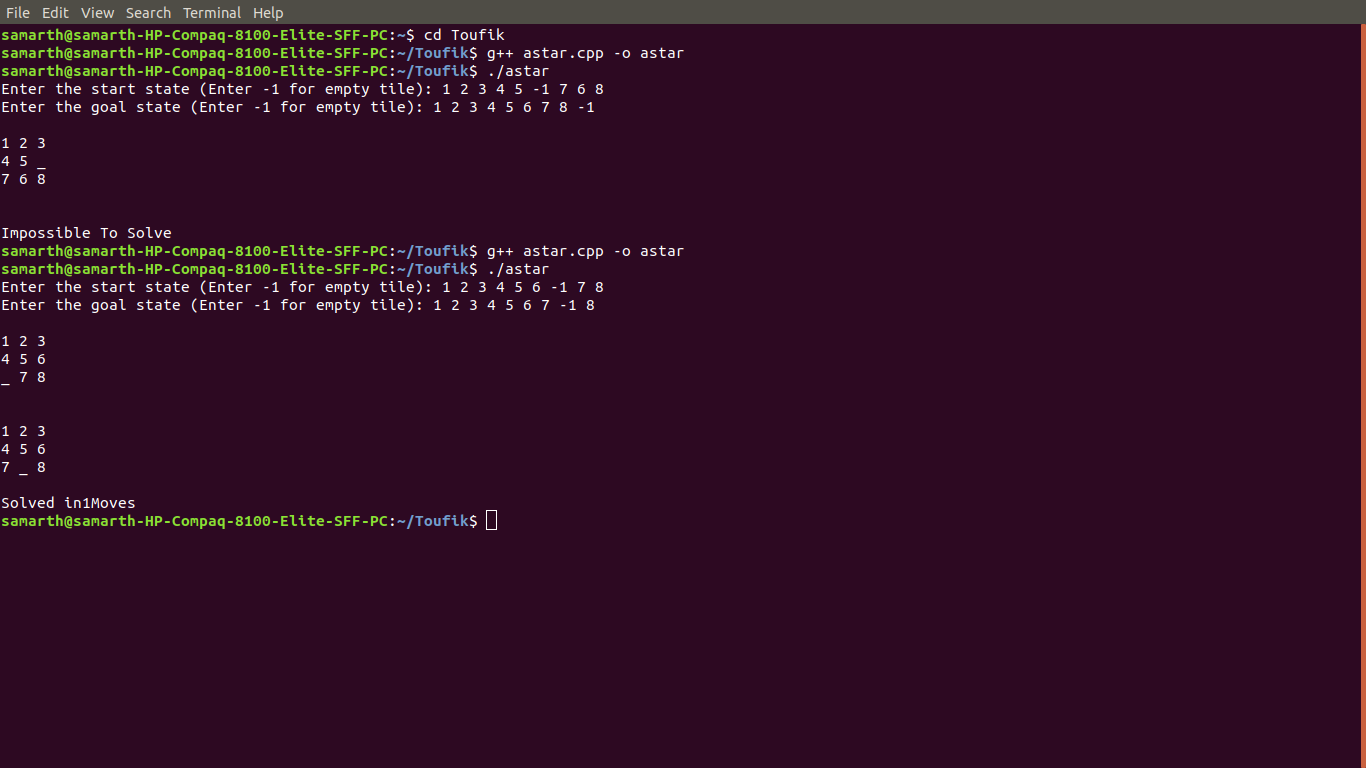 File Edit View Search Terminal Help
samarth@samarth-HP-Compaq-8100-Elite-SFF-PC:~$ cd Toufik
samarth@samarth-HP-Compaq-8100-Elite-SFF-PC:~/Toufik$ g++ astar.cpp -o astar
samarth@samarth-HP-Compaq-8100-Elite-SFF-PC:~/Toufik$ ./astar
Enter the start state (Enter -1 for empty tile): 1 2 3 4 5 -1 7 6 8
Enter the goal state (Enter -1 for empty tile): 1 2 3 4 5 6 7 8 -1
1 2 3
4 5 _
7 6 8
Impossible To Solve
samarth@samarth-HP-Compaq-8100-Elite-SFF-PC:~/Toufik$ g++ astar.cpp -o astar
samarth@samarth-HP-Compaq-8100-Elite-SFF-PC:~/Toufik$ ./astar
Enter the start state (Enter -1 for empty tile): 1 2 3 4 5 6 -1 7 8
Enter the goal state (Enter -1 for empty tile): 1 2 3 4 5 6 7 -1 8
1 2 3
4 5 6
_ 7 8
1 2 3
4 5 6
7 _ 8
Solved in1Moves
samarth@samarth-HP-Compaq-8100-Elite-SFF-PC:~/Toufik$